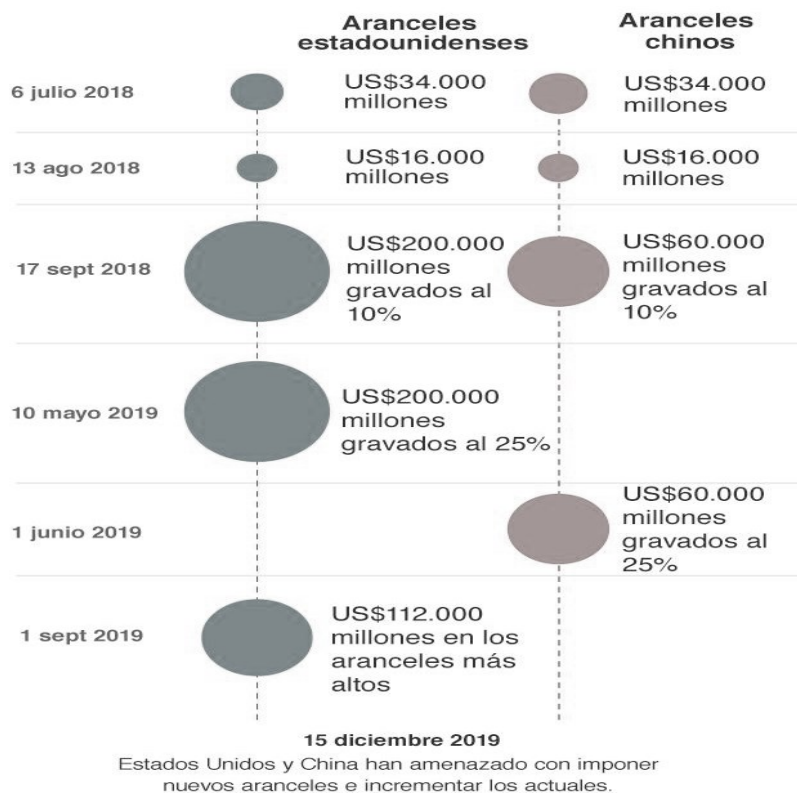 Aranceles
estadounidenses
Aranceles
chinos
6 julio 2018
US$34.000
millones
US$34.000
millones
13 ago 2018
US$16.000
millones
US$16.000
millones
17 sept 2018
US$200.000
millones
gravados al
10%
US$60.000
millones
gravados al
10%
10 mayo 2019
US$200.000
millones
gravados al 25%
1 junio 2019
US$60.000
millones
gravados al
25%
1 sept 2019
US$112.000
millones en los
aranceles más
altos
15 diciembre 2019
Estados Unidos y China han amenazado con imponer
nuevos aranceles e incrementar los actuales.